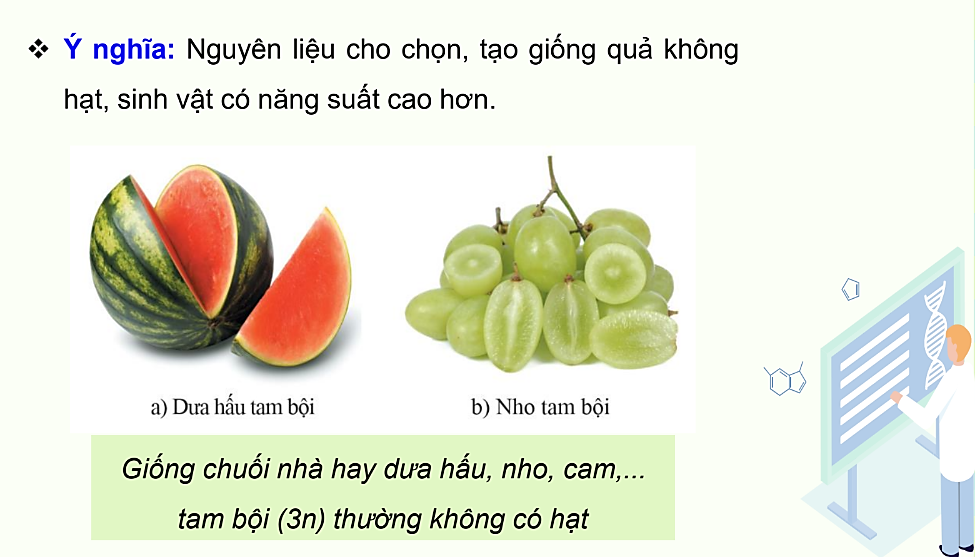 ❖ Ý nghĩa: Nguyên liệu cho chọn, tạo giống quả không
hạt, sinh vật có năng suất cao hơn.
a) Dưa hấu tam bội
b) Nho tam bội
Giống chuối nhà hay dưa hấu, nho, cam,...
tam bội (3n) thường không có hạt